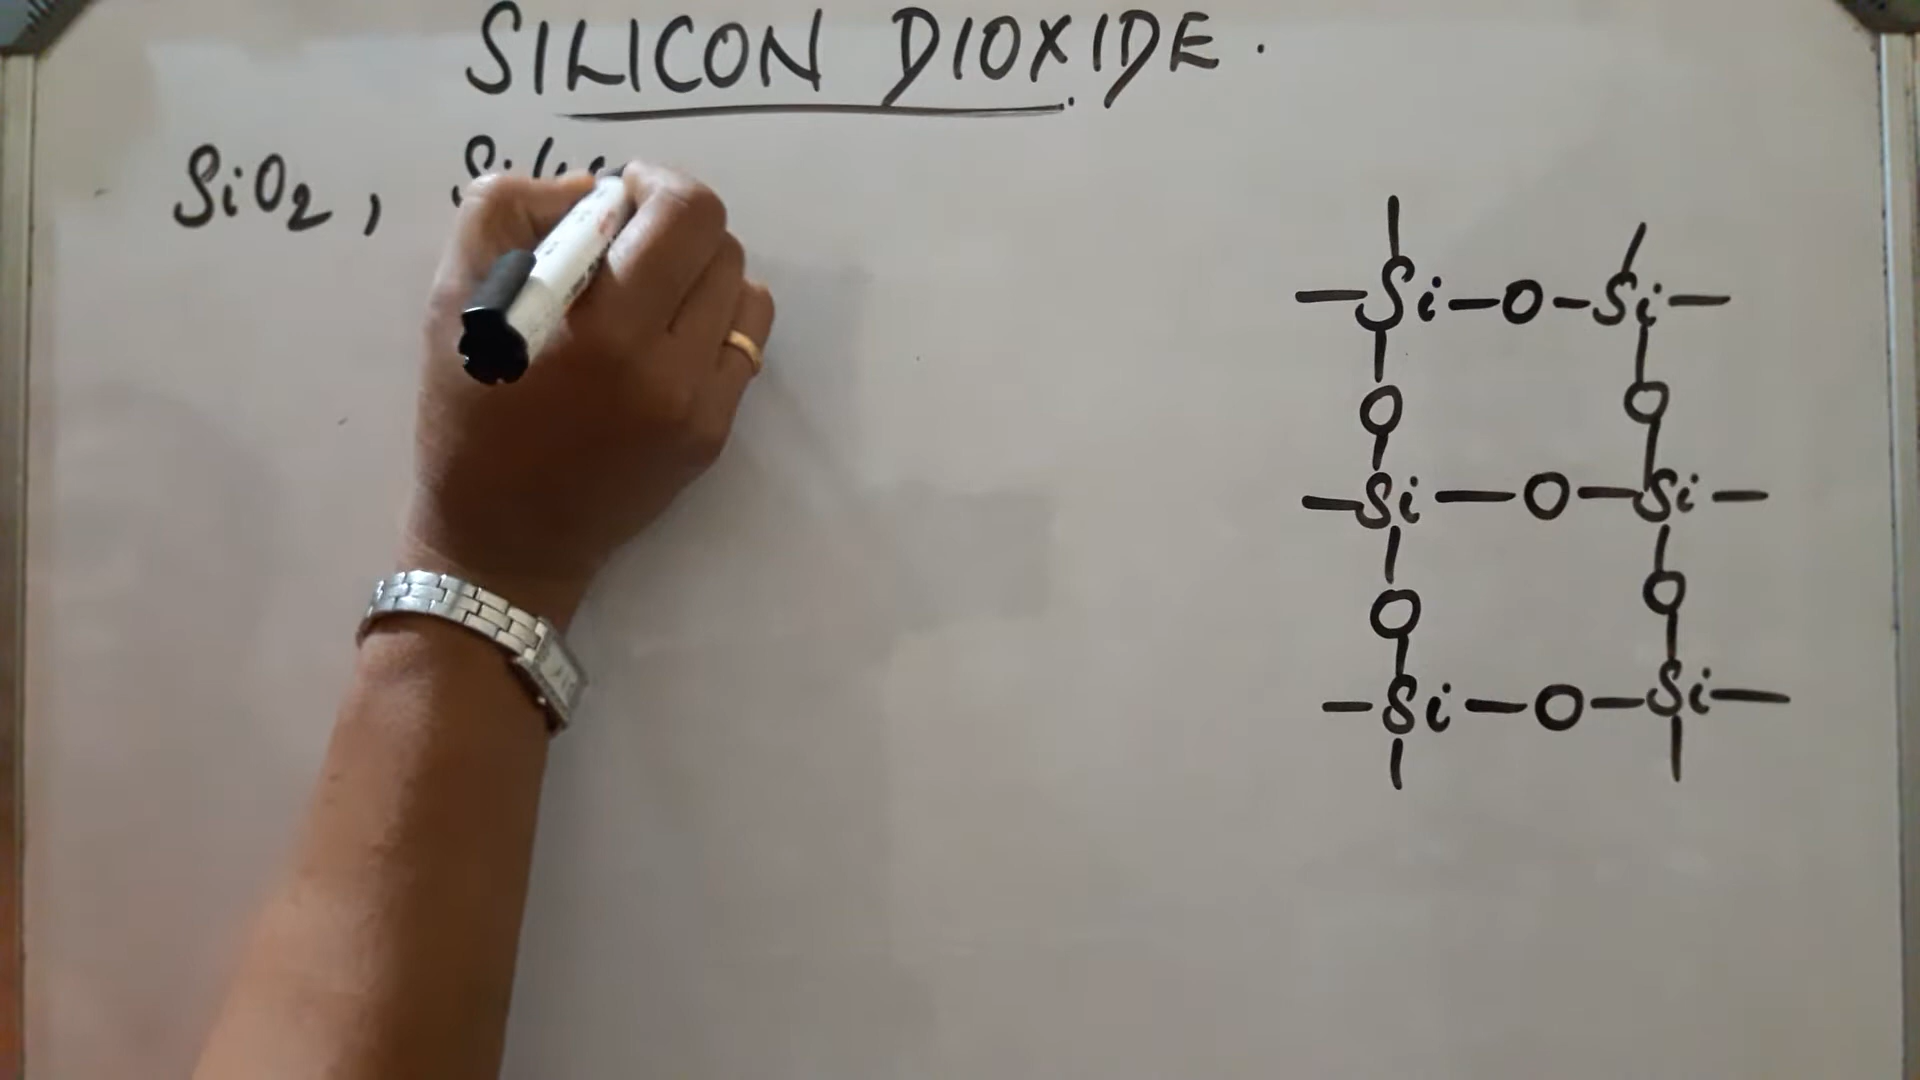 SILICON DIOXIDE.
SiO2,
—Si—O—Si—
O O
—Si—O—Si—
O O
—Si—O—Si—